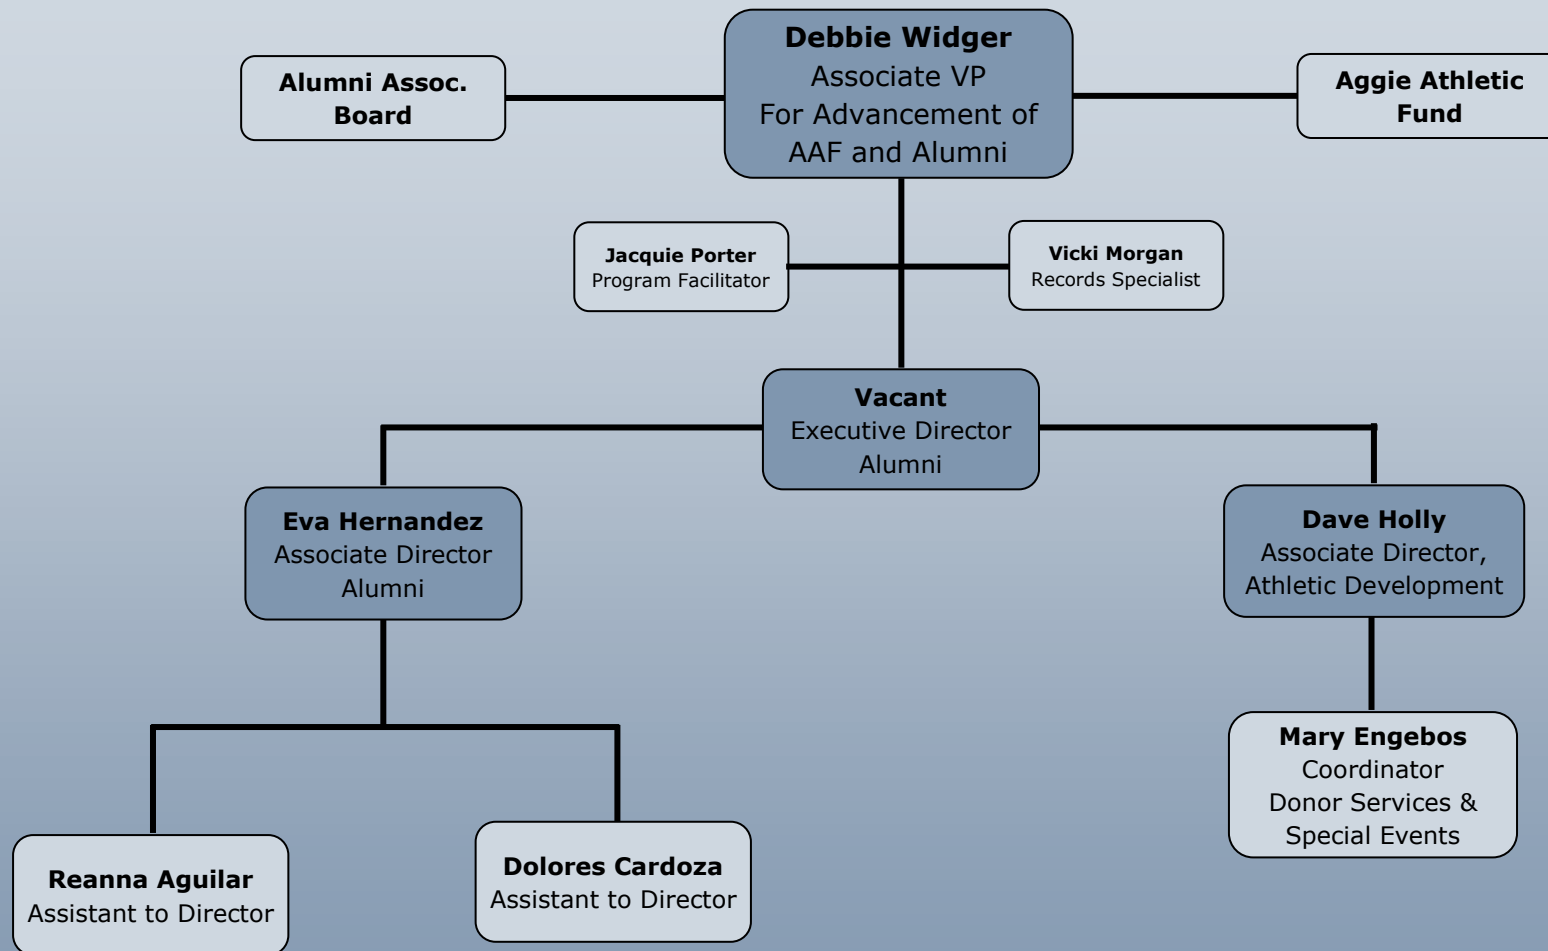 Debbie Widger
Associate VP
For Advancement of
AAF and Alumni
Alumni Assoc.
Board
Aggie Athletic
Fund
Jacquie Porter
Program Facilitator
Vicki Morgan
Records Specialist
Vacant
Executive Director
Alumni
Eva Hernandez
Associate Director
Alumni
Dave Holly
Associate Director,
Athletic Development
Mary Engebos
Coordinator
Donor Services &
Special Events
Reanna Aguilar
Assistant to Director
Dolores Cardoza
Assistant to Director